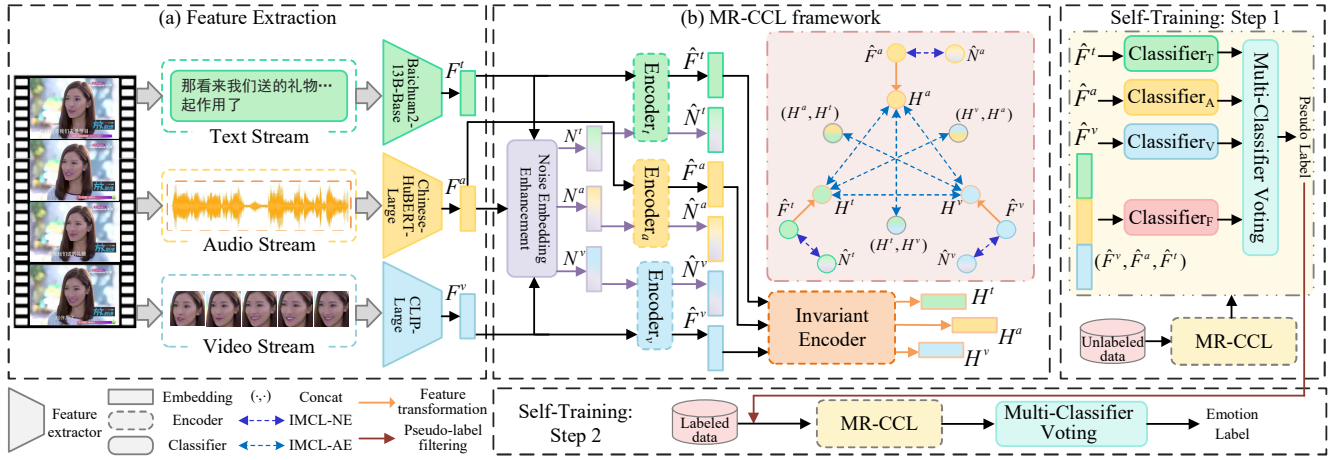 (a) Feature Extraction
那看来我们送的礼物…
起作用了
Text Stream
Audio Stream
Video Stream
Baichuan2-
13B-Base
Chinese-
HuBERT-
Large
CLIP-
Large
F^t
F^a
F^v
(b) MR-CCL framework
Noise Embedding
Enhancement
N^t
N^a
N^v
Encoder_t
Encoder_a
Encoder_v
F̂^t
N̂^t
F̂^a
N̂^a
N̂^v
F̂^v
F̂^a
N̂^a
H^a
(H^a, H^t)
(H^v, H^a)
F̂^t
H^t
H^v
F̂^v
(H^t, H^v)
N̂^t
N̂^v
Invariant
Encoder
H^t
H^a
H^v
Self-Training: Step 1
F̂^t
Classifier_T
F̂^a
Classifier_A
F̂^v
Classifier_V
Classifier_F
(F̂^v, F̂^a, F̂^t)
Multi-Classifier
Voting
Pseudo Label
Unlabeled
data
MR-CCL
Feature
extractor
Embedding
Encoder
Classifier
(·,·)
Concat
IMCL-NE
IMCL-AE
Feature
transformation
Pseudo-label
filtering
Self-Training:
Step 2
Labeled
data
MR-CCL
Multi-Classifier
Voting
Emotion
Label